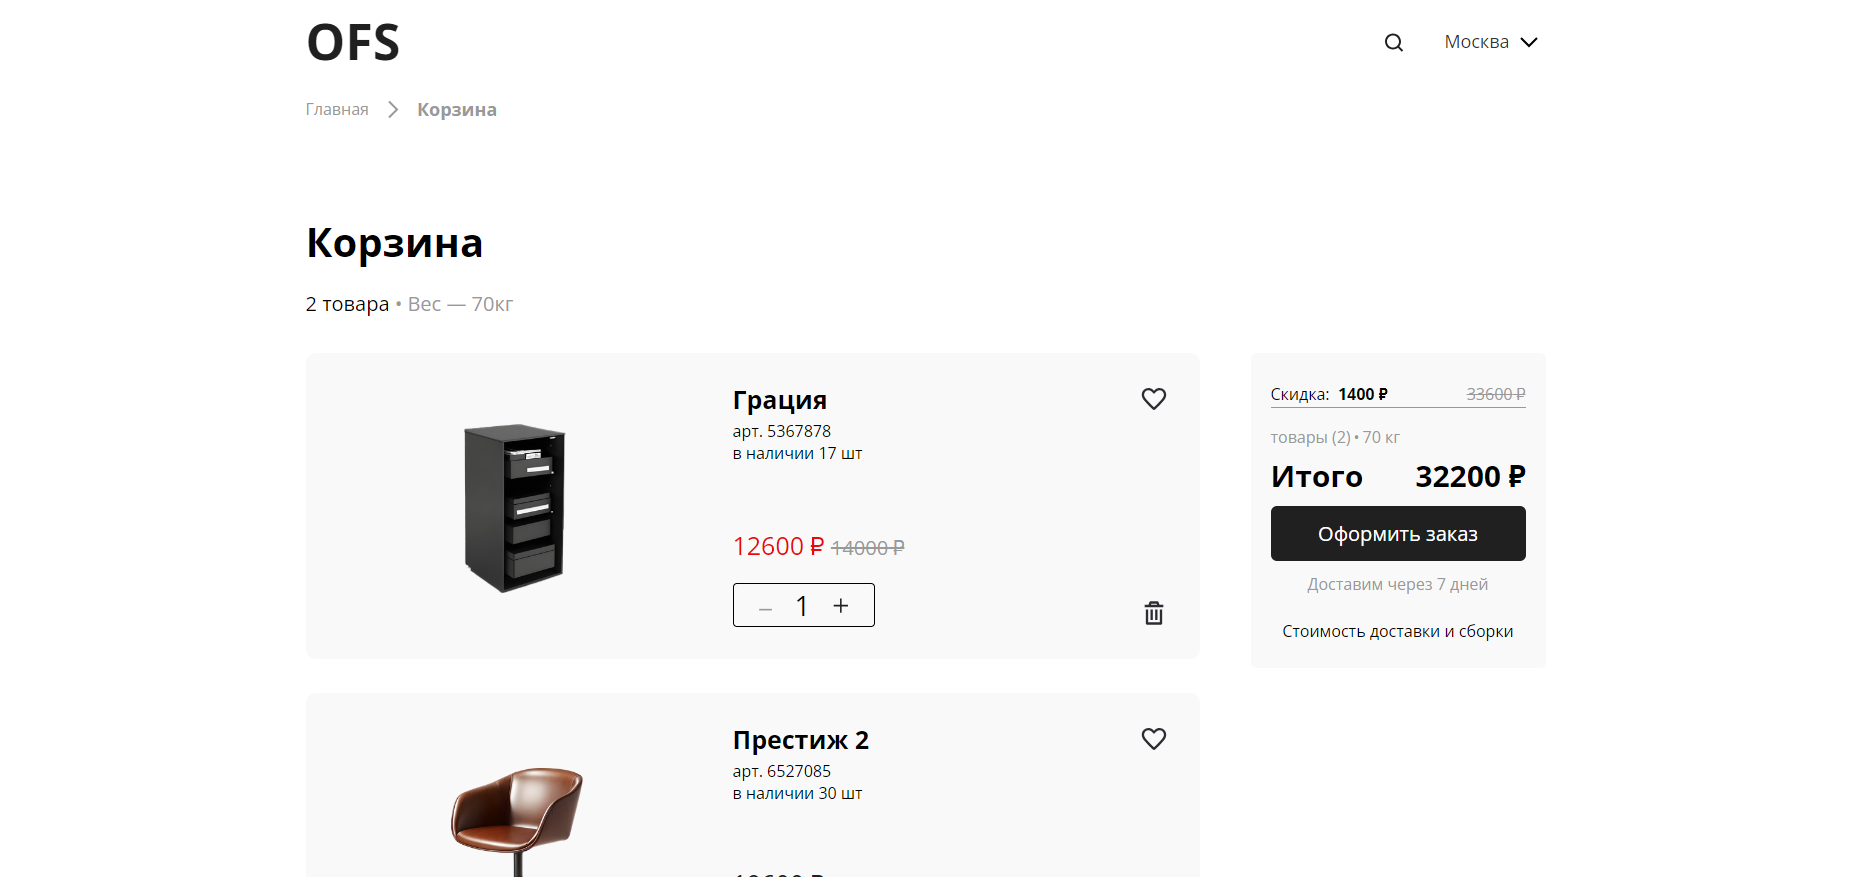 OFS
Москва
Главная
Корзина
Корзина
2 товара • Вес — 70кг
Грация
арт. 5367878
в наличии 17 шт
12600 ₽ 14000 ₽
– 1 +
Престиж 2
арт. 6527085
в наличии 30 шт
Скидка: 1400 ₽ 33600 ₽
товары (2) • 70 кг
Итого 32200 ₽
Оформить заказ
Доставим через 7 дней
Стоимость доставки и сборки